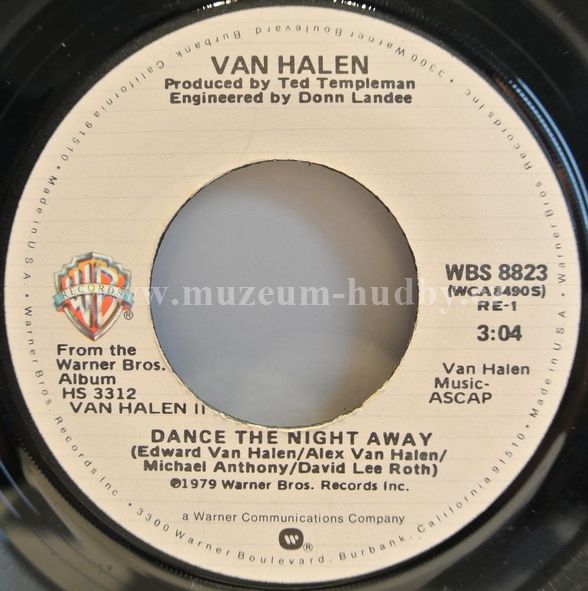 VAN HALEN
Produced by Ted Templeman
Engineered by Donn Landee
WB
RECORDS
®
WBS 8823
(WCA8490S)
RE-1
3:04
www.muzeum-hudby.
From the
Warner Bros.
Album
HS 3312
VAN HALEN II
Van Halen
Music-
ASCAP
DANCE THE NIGHT AWAY
(Edward Van Halen/Alex Van Halen/
Michael Anthony/David Lee Roth)
℗1979 Warner Bros. Records Inc.
a Warner Communications Company
W®
Made in U.S.A. • Warner Bros Records Inc. • 3300 Warner Boulevard, Burbank, California 91510 • Made in U.S.A. • Warner Bros Records Inc • 3300 Warner Boulevard, Burbank, California 91510 •